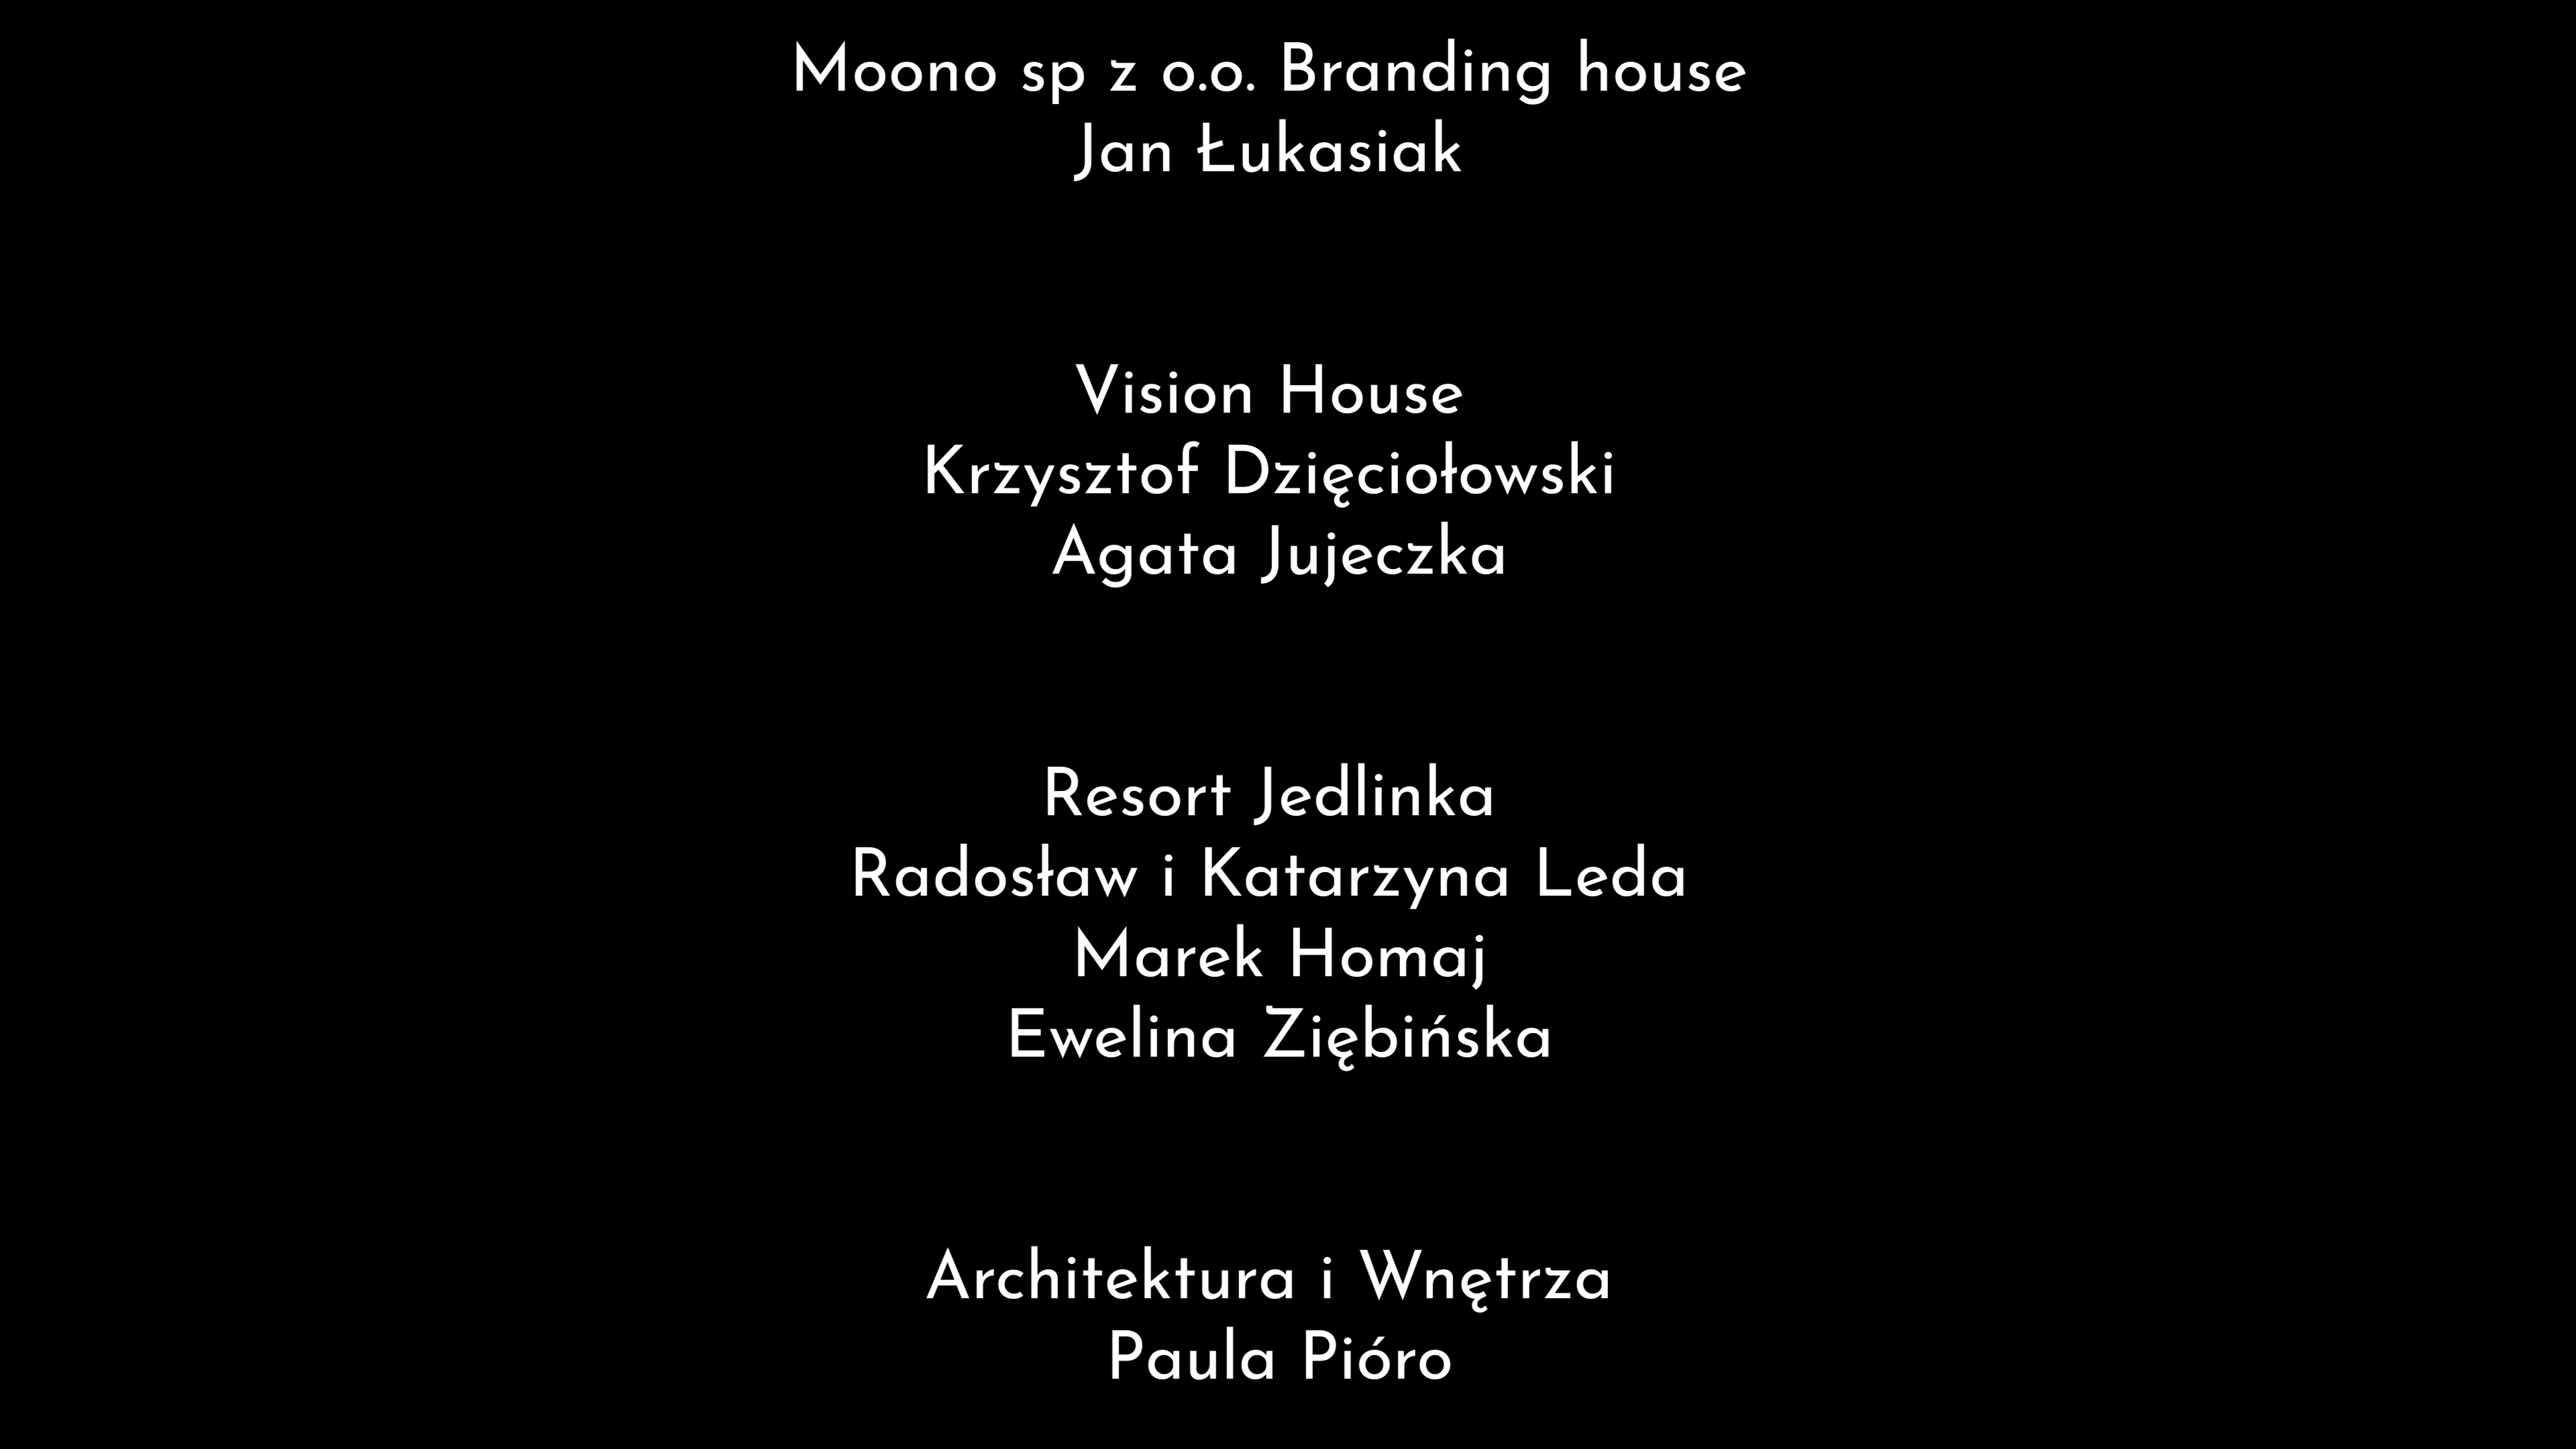 Moono sp z o.o. Branding house
Jan Łukasiak
Vision House
Krzysztof Dzięciołowski
Agata Jujeczka
Resort Jedlinka
Radosław i Katarzyna Leda
Marek Homaj
Ewelina Ziębińska
Architektura i Wnętrza
Paula Pióro